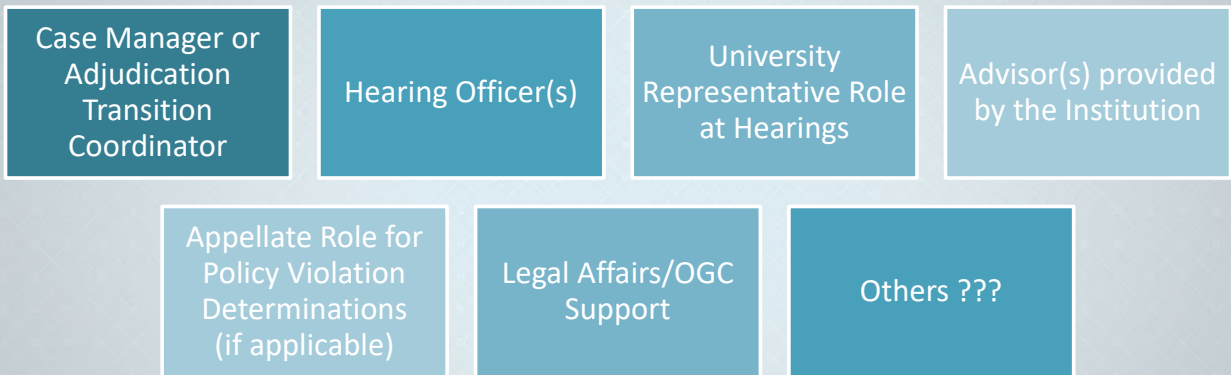 Case Manager or
Adjudication
Transition
Coordinator
Hearing Officer(s)
University
Representative Role
at Hearings
Advisor(s) provided
by the Institution
Appellate Role for
Policy Violation
Determinations
(if applicable)
Legal Affairs/OGC
Support
Others ???